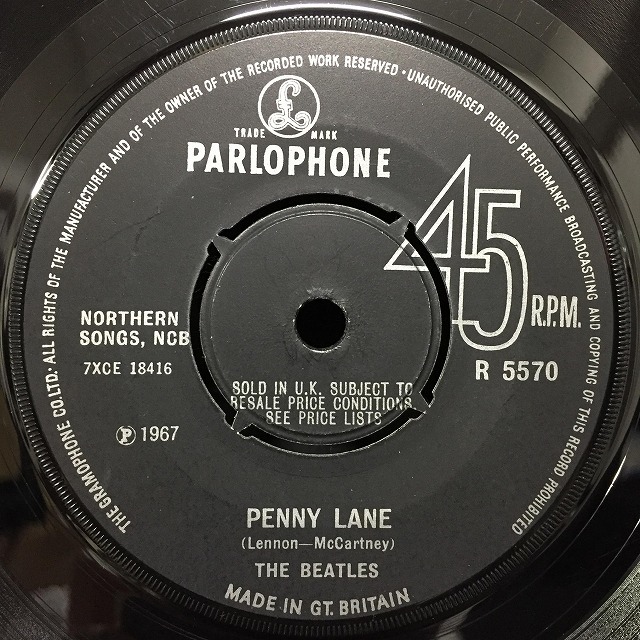 THE GRAMOPHONE CO. LTD. · ALL RIGHTS OF THE MANUFACTURER AND OF THE OWNER OF THE RECORDED WORK RESERVED · UNAUTHORISED PUBLIC PERFORMANCE BROADCASTING AND COPYING OF THIS RECORD PROHIBITED
£
TRADE MARK
PARLOPHONE
45
R.P.M.
NORTHERN
SONGS, NCB
7XCE 18416
R 5570
SOLD IN U.K. SUBJECT TO
RESALE PRICE CONDITIONS,
SEE PRICE LISTS
℗ 1967
PENNY LANE
(Lennon—McCartney)
THE BEATLES
MADE IN GT. BRITAIN